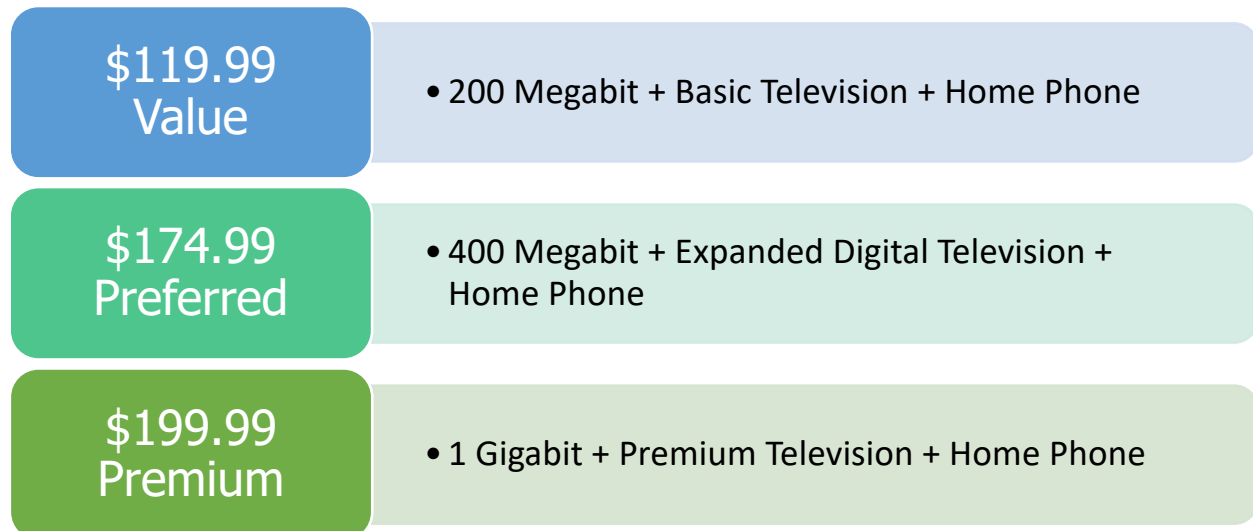 $119.99
Value
• 200 Megabit + Basic Television + Home Phone
$174.99
Preferred
• 400 Megabit + Expanded Digital Television +
Home Phone
$199.99
Premium
• 1 Gigabit + Premium Television + Home Phone